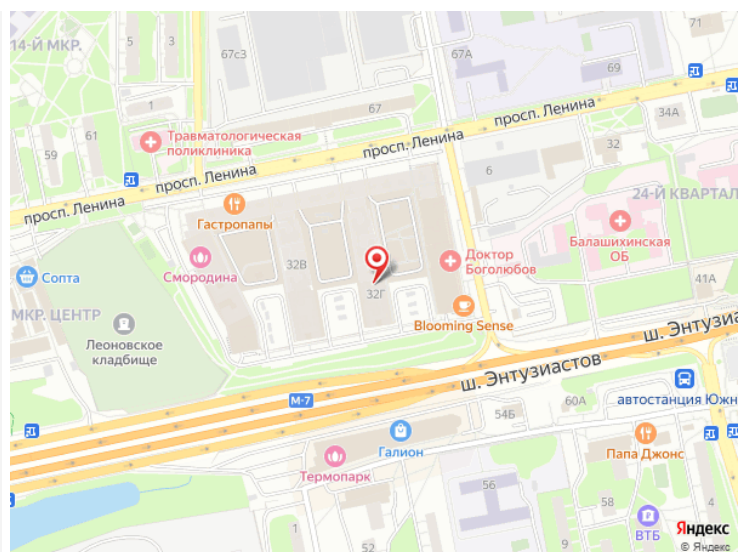 14-Й МКР.
5
3
67с3
67А
69
71
1
67
34А
59
61
Травматологическая
поликлиника
просп. Ленина
просп. Ленина
просп. Ленина
просп. Ленина
6
32
24-Й КВАРТАЛ
Гастропапы
Балашихинская
ОБ
Смородина
32В
Доктор
Боголюбов
Сопта
32Г
41А
МКР. ЦЕНТР
Леоновское
кладбище
Blooming Sense
ш. Энтузиа
ш. Энтузиастов
М-7
автостанция Южн
60А
54Б
Галион
Термопарк
Папа Джонс
56
58
4
1
2
ВТБ
Яндекс
© Яндекс